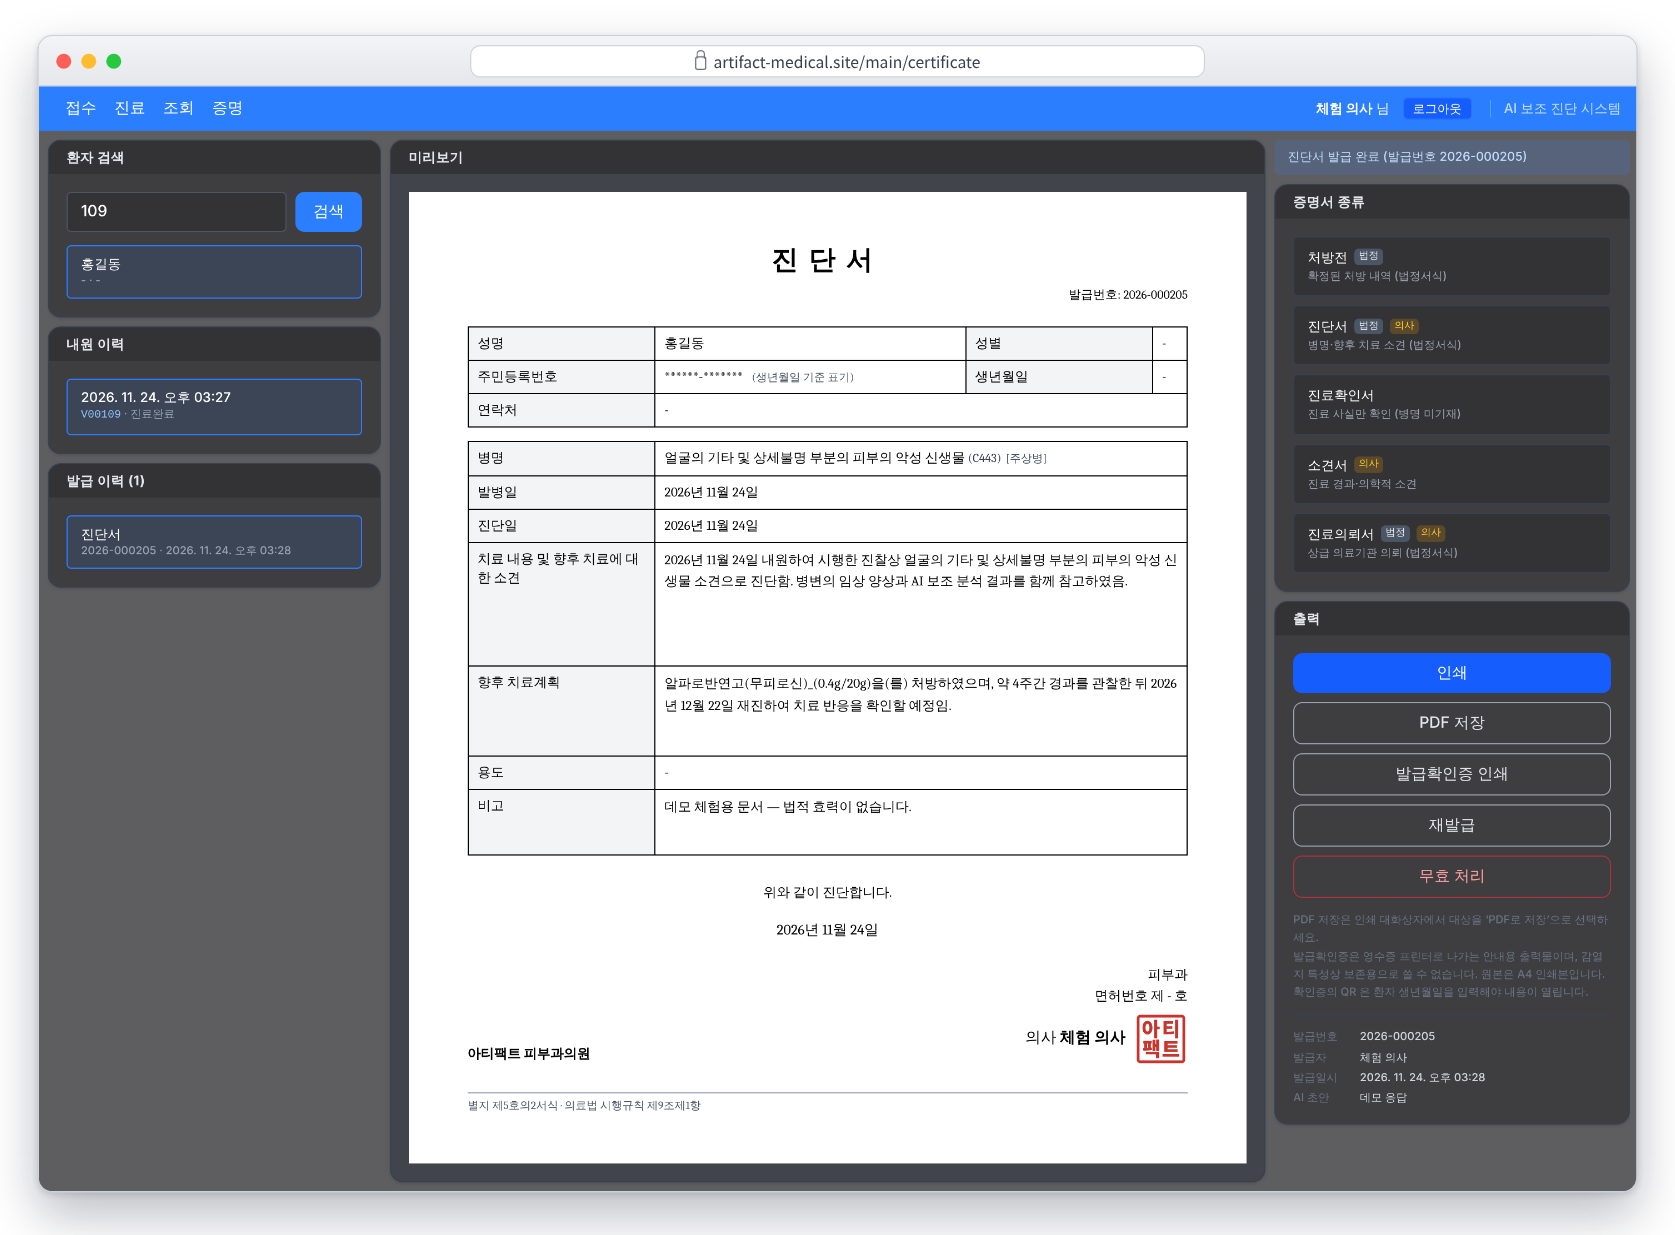 artifact-medical.site/main/certificate
접수 진료 조회 증명
체험 의사 님 로그아웃 AI 보조 진단 시스템
환자 검색
109 검색
홍길동
- · -
내원 이력
2026. 11. 24. 오후 03:27
V00109 · 진료완료
발급 이력 (1)
진단서
2026-000205 · 2026. 11. 24. 오후 03:28
미리보기
진 단 서
발급번호: 2026-000205
성명 홍길동 성별 -
주민등록번호 ******-******* (생년월일 기준 표기) 생년월일 -
연락처 -
병명 얼굴의 기타 및 상세불명 부분의 피부의 악성 신생물 (C443) [주상병]
발병일 2026년 11월 24일
진단일 2026년 11월 24일
치료 내용 및 향후 치료에 대
한 소견
2026년 11월 24일 내원하여 시행한 진찰상 얼굴의 기타 및 상세불명 부분의 피부의 악성 신
생물 소견으로 진단함. 병변의 임상 양상과 AI 보조 분석 결과를 함께 참고하였음.
향후 치료계획 알파로반연고(무피로신)_(0.4g/20g)을(를) 처방하였으며, 약 4주간 경과를 관찰한 뒤 2026
년 12월 22일 재진하여 치료 반응을 확인할 예정임.
용도 -
비고 데모 체험용 문서 — 법적 효력이 없습니다.
위와 같이 진단합니다.
2026년 11월 24일
피부과
면허번호 제 - 호
의사 체험 의사
아티
팩트
아티팩트 피부과의원
별지 제5호의2서식 · 의료법 시행규칙 제9조제1항
진단서 발급 완료 (발급번호 2026-000205)
증명서 종류
처방전 법정
확정된 처방 내역 (법정서식)
진단서 법정 의사
병명·향후 치료 소견 (법정서식)
진료확인서
진료 사실만 확인 (병명 미기재)
소견서 의사
진료 경과·의학적 소견
진료의뢰서 법정 의사
상급 의료기관 의뢰 (법정서식)
출력
인쇄
PDF 저장
발급확인증 인쇄
재발급
무효 처리
PDF 저장은 인쇄 대화상자에서 대상을 'PDF로 저장'으로 선택하
세요.
발급확인증은 영수증 프린터로 나가는 안내용 출력물이며, 감열
지 특성상 보존용으로 쓸 수 없습니다. 원본은 A4 인쇄본입니다.
확인증의 QR 은 환자 생년월일을 입력해야 내용이 열립니다.
발급번호 2026-000205
발급자 체험 의사
발급일시 2026. 11. 24. 오후 03:28
AI 초안 데모 응답